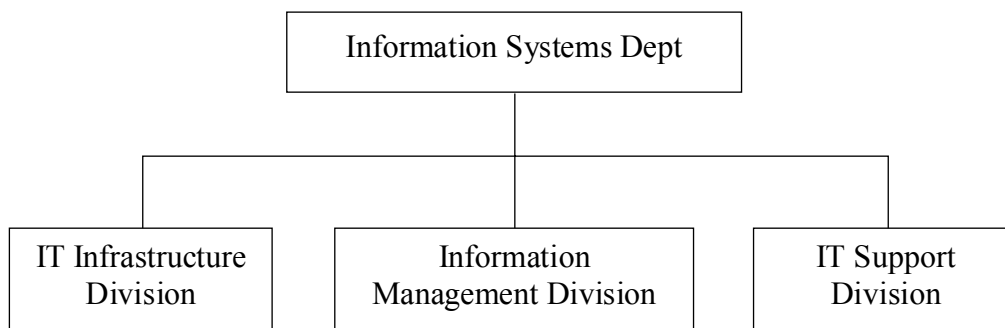 Information Systems Dept
IT Infrastructure
Division
Information
Management Division
IT Support
Division